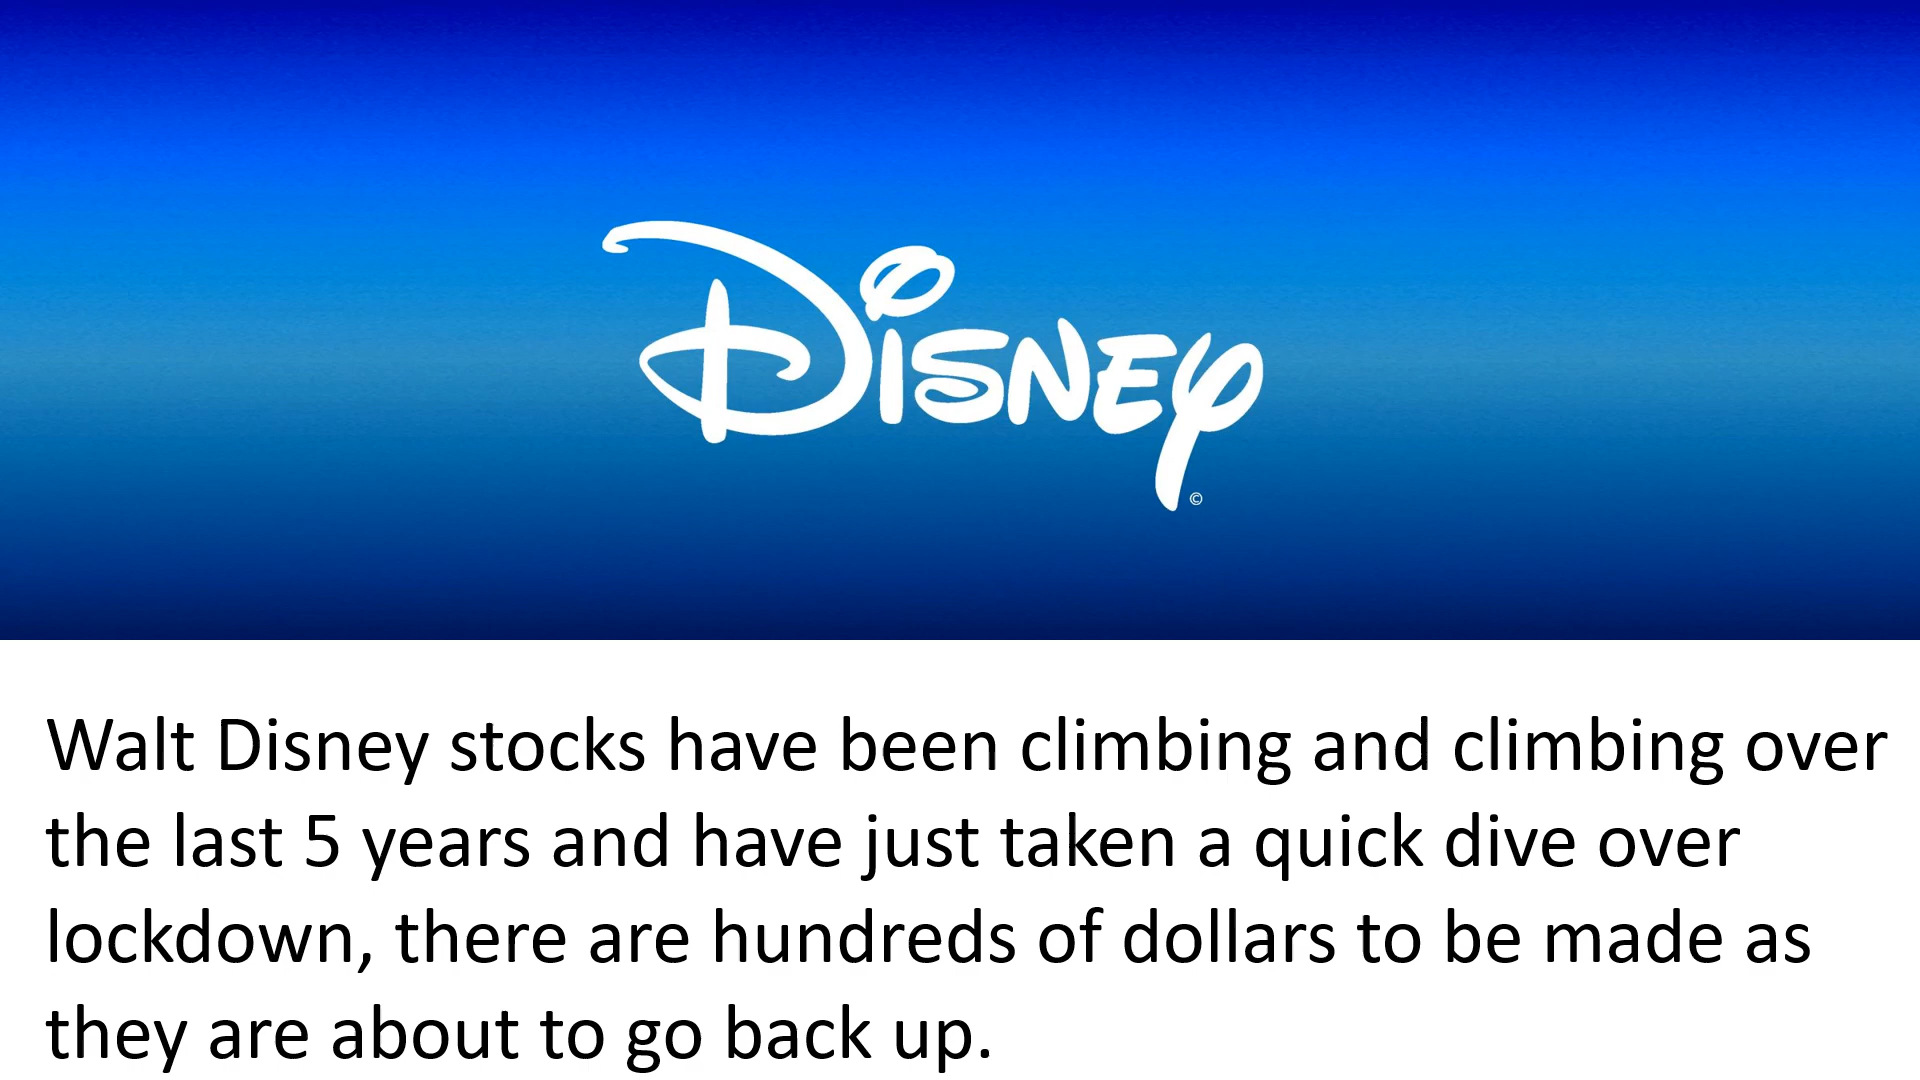 Disney
©
Walt Disney stocks have been climbing and climbing over
the last 5 years and have just taken a quick dive over
lockdown, there are hundreds of dollars to be made as
they are about to go back up.